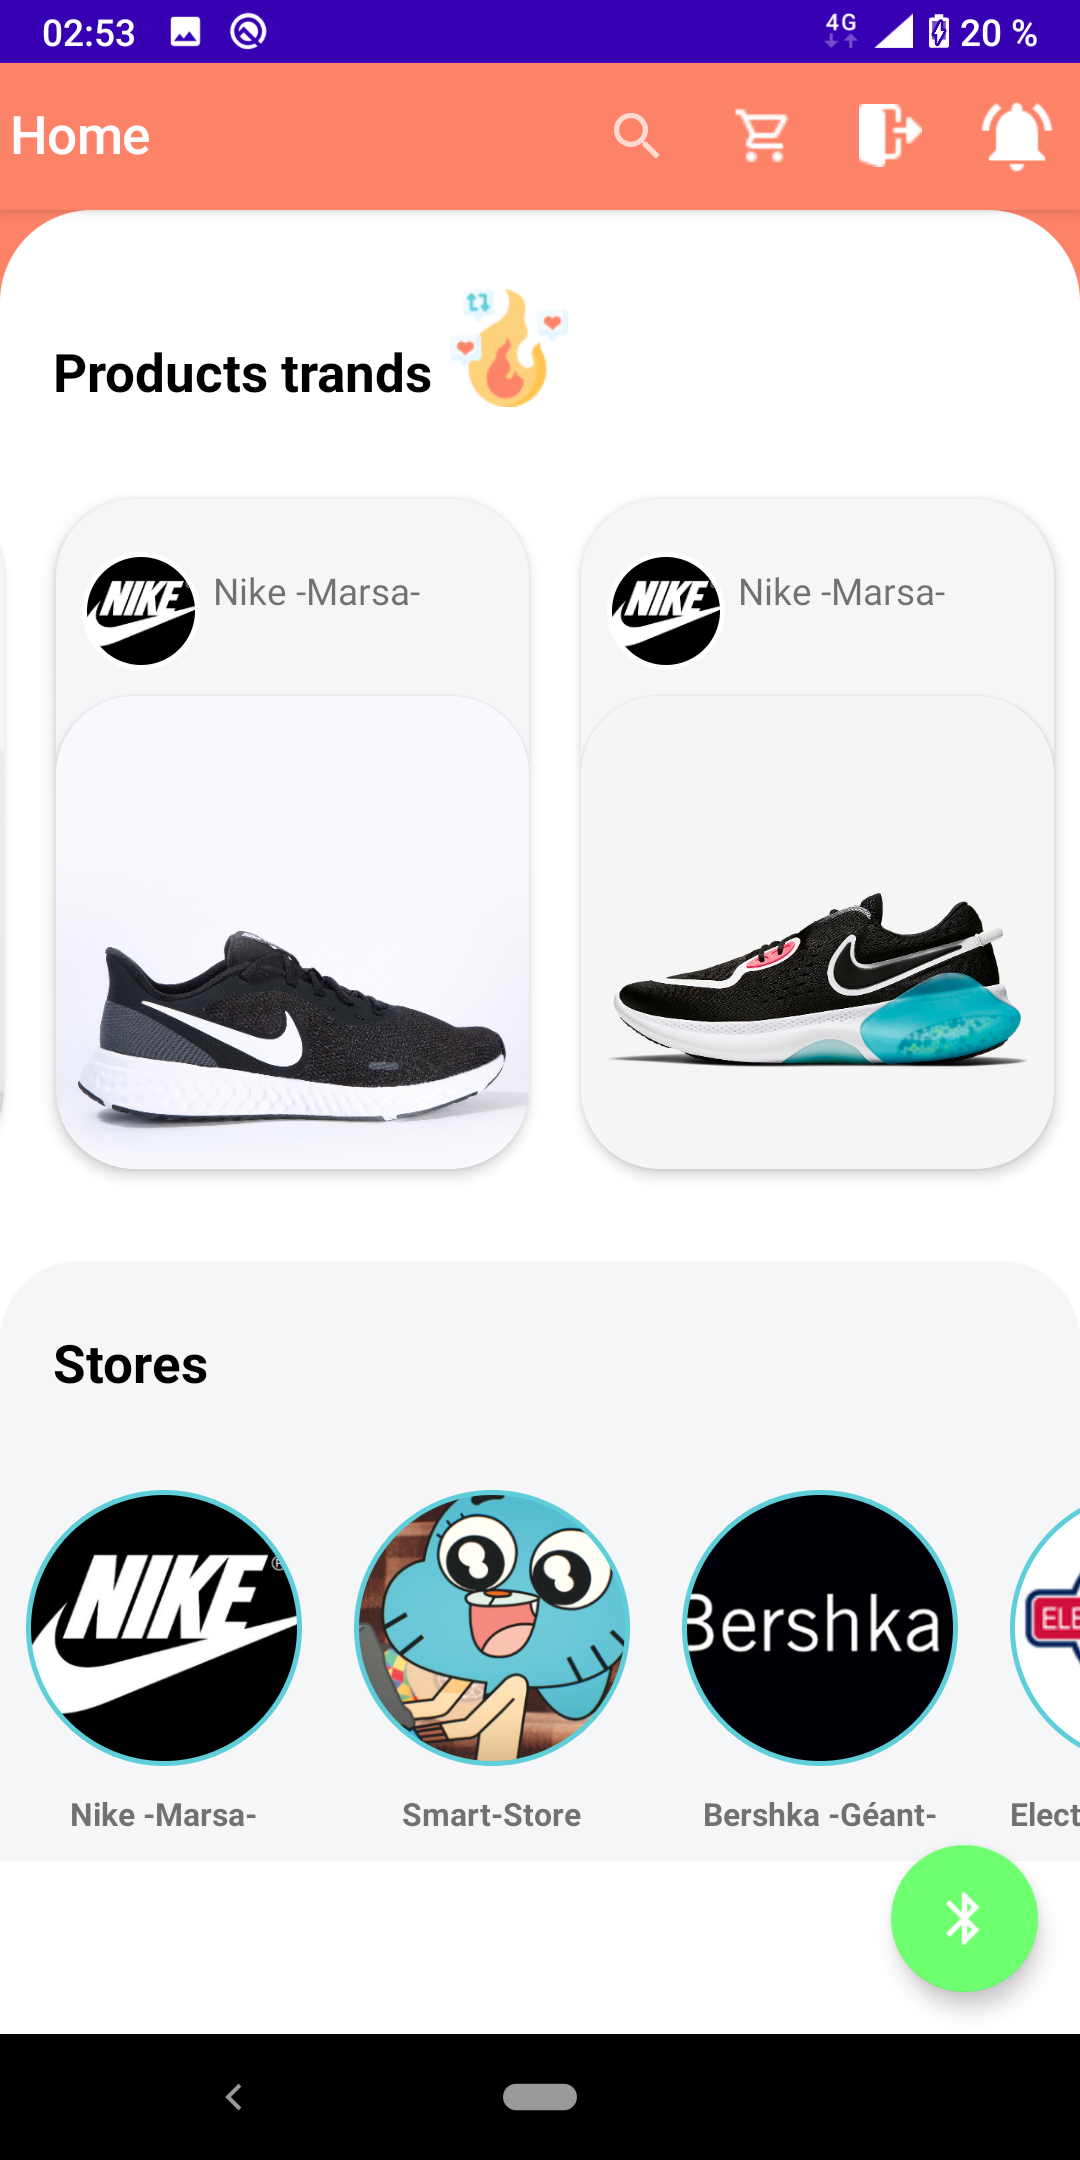 02:53
4G
20 %
Home
Products trands
NIKE
Nike -Marsa-
NIKE
Nike -Marsa-
Stores
NIKE
Bershka
ELE
Nike -Marsa-
Smart-Store
Bershka -Géant-
Elect